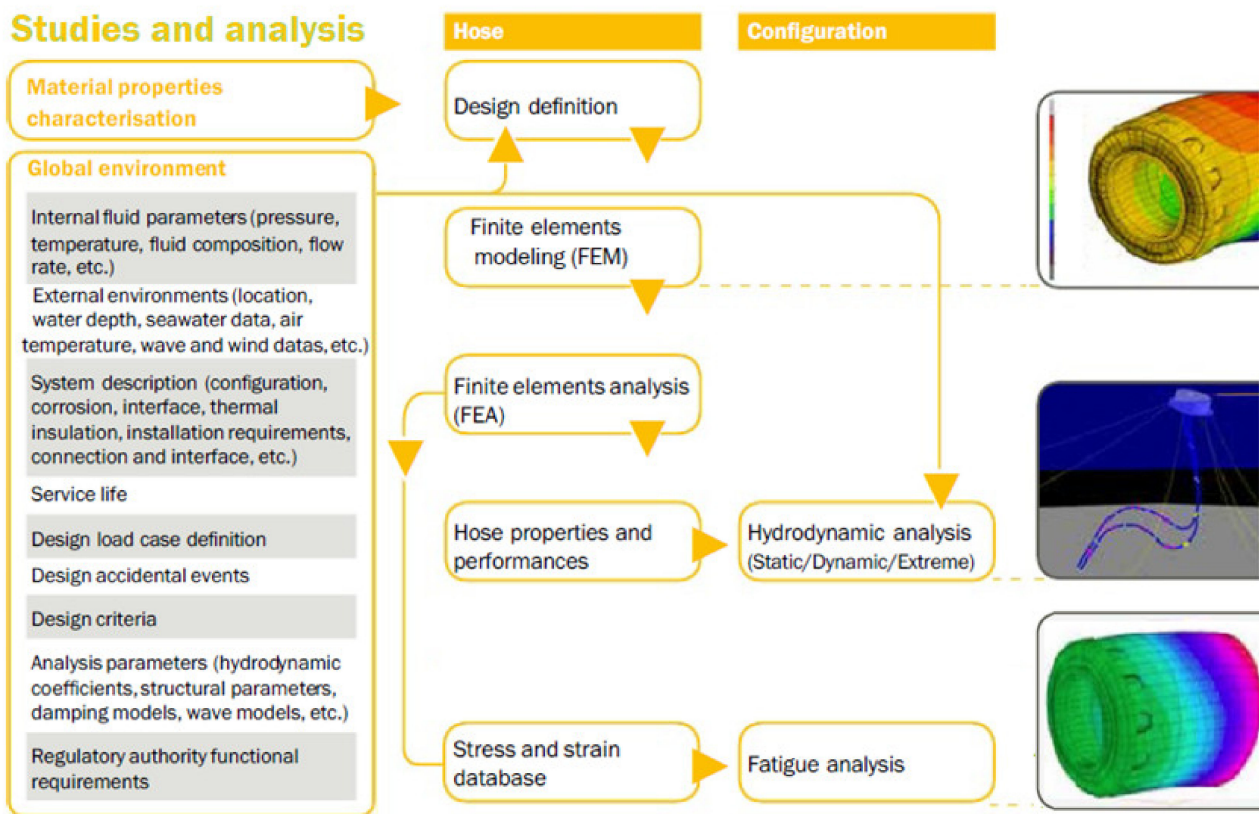 Studies and analysis
Hose
Configuration
Material properties
characterisation
Design definition
Global environment
Internal fluid parameters (pressure,
temperature, fluid composition, flow
rate, etc.)
External environments (location,
water depth, seawater data, air
temperature, wave and wind datas, etc.)
System description (configuration,
corrosion, interface, thermal
insulation, installation requirements,
connection and interface, etc.)
Service life
Design load case definition
Design accidental events
Design criteria
Analysis parameters (hydrodynamic
coefficients, structural parameters,
damping models, wave models, etc.)
Regulatory authority functional
requirements
Finite elements
modeling (FEM)
Finite elements analysis
(FEA)
Hose properties and
performances
Hydrodynamic analysis
(Static/Dynamic/Extreme)
Stress and strain
database
Fatigue analysis